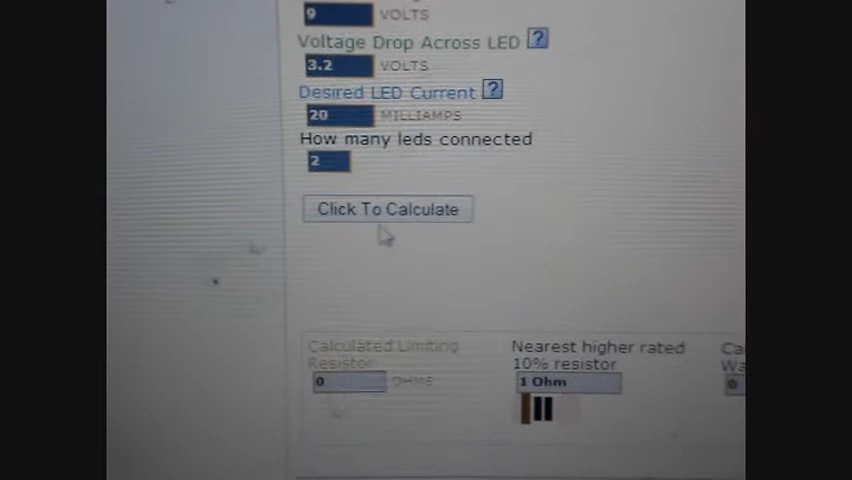 9 VOLTS
Voltage Drop Across LED ?
3.2 VOLTS
Desired LED Current ?
20 MILLIAMPS
How many leds connected
2
Click To Calculate
Calculated Limiting
Resistor
0 OHMS
Nearest higher rated
10% resistor
1 Ohm
0